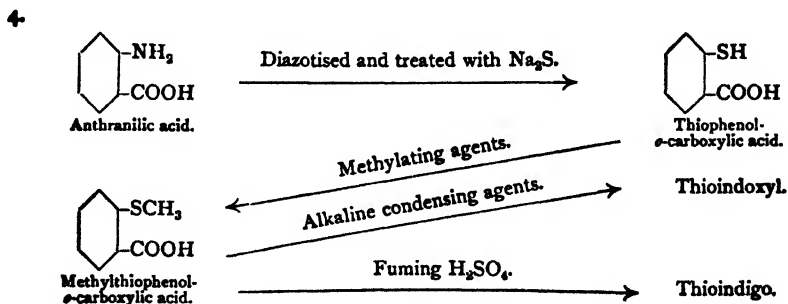 4.
-NH₂
-COOH
Anthranilic acid.
Diazotised and treated with Na₂S.
-SH
-COOH
Thiophenol-
o-carboxylic acid.
Methylating agents.
Alkaline condensing agents.
Thioindoxyl.
-SCH₃
-COOH
Methylthiophenol-
o-carboxylic acid.
Fuming H₂SO₄.
Thioindigo.